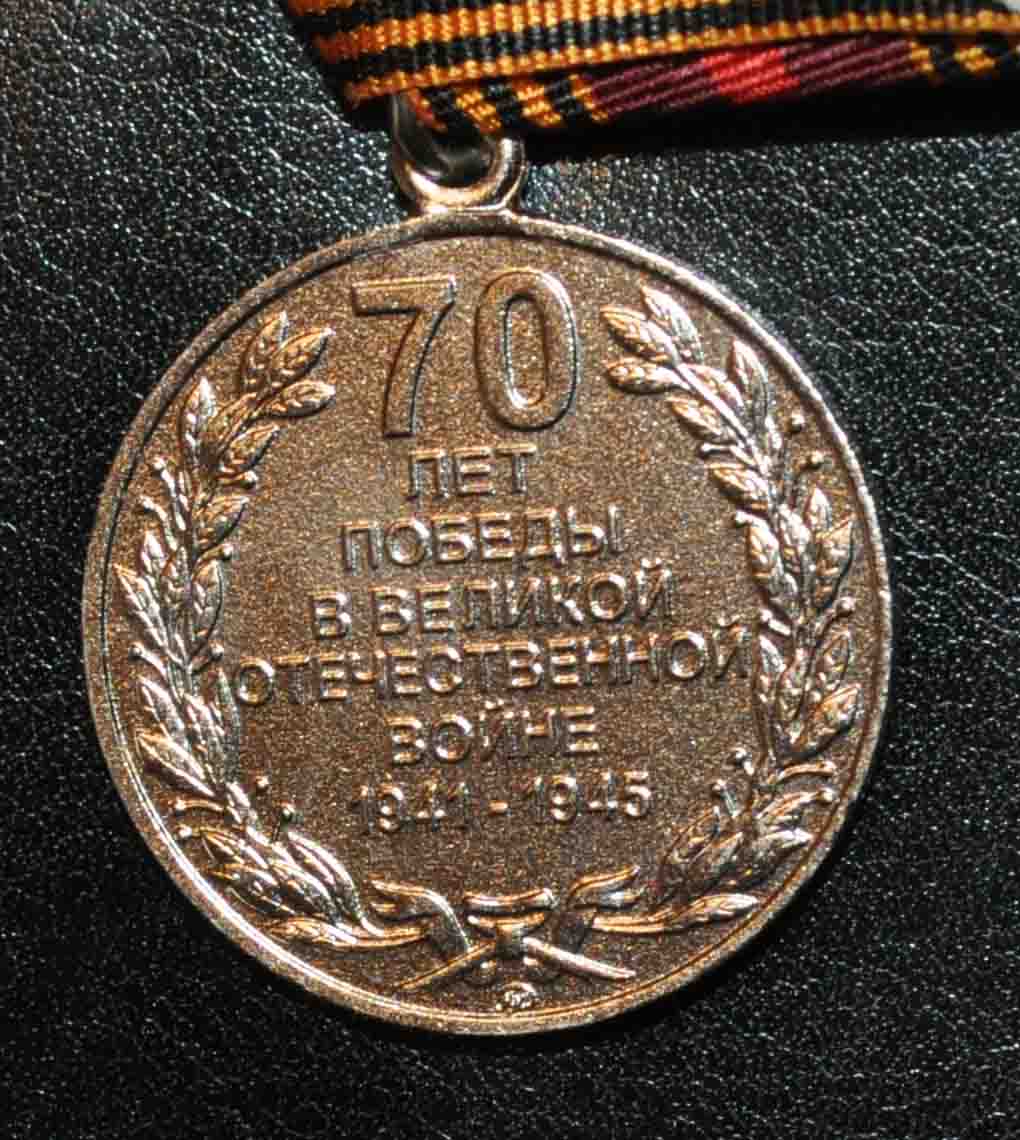 70
ЛЕТ
ПОБЕДЫ
В ВЕЛИКОЙ
ОТЕЧЕСТВЕННОЙ
ВОЙНЕ
1941-1945